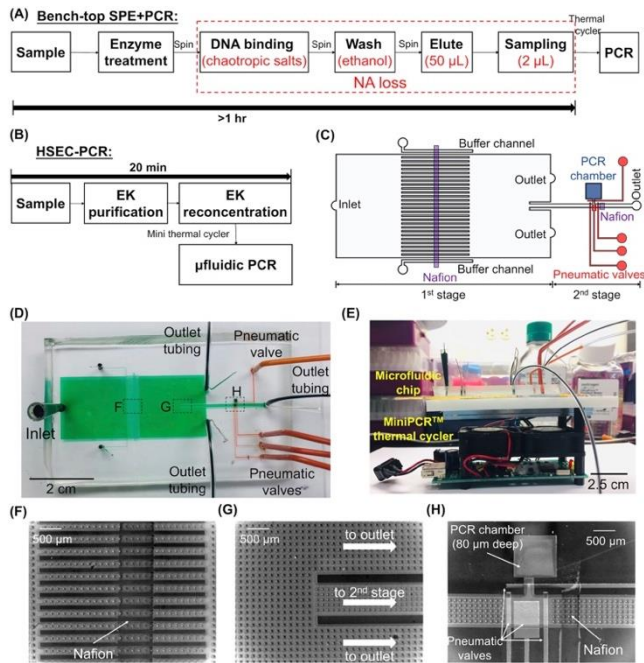 (A) Bench-top SPE+PCR:
Thermal
cycler
Sample
Enzyme
treatment
Spin
DNA binding
(chaotropic salts)
Spin
Wash
(ethanol)
Spin
Elute
(50 µL)
Sampling
(2 µL)
PCR
NA loss
>1 hr
(B) HSEC-PCR:
20 min
Sample
EK
purification
EK
reconcentration
Mini thermal cycler
µfluidic PCR
(C)
Buffer channel
PCR
chamber
Outlet
Outlet
Inlet
Nafion
Outlet
Buffer channel
Nafion
Pneumatic valves
1st stage
2nd stage
(D)
Outlet
tubing
Pneumatic
valve
Outlet
tubing
H
F
G
Inlet
2 cm
Outlet
tubing
Pneumatic
valves
(E)
Microfluidic
chip
MiniPCR™
thermal cycler
2.5 cm
(F)
500 µm
Nafion
(G)
500 µm
to outlet
to 2nd stage
to outlet
(H)
PCR chamber
(80 µm deep)
500 µm
Pneumatic
valves
Nafion